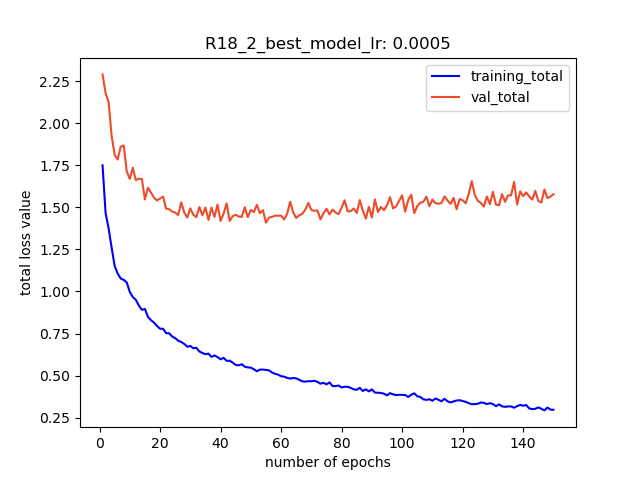 R18_2_best_model_lr: 0.0005
training_total
val_total
total loss value
2.25
2.00
1.75
1.50
1.25
1.00
0.75
0.50
0.25
0 20 40 60 80 100 120 140
number of epochs